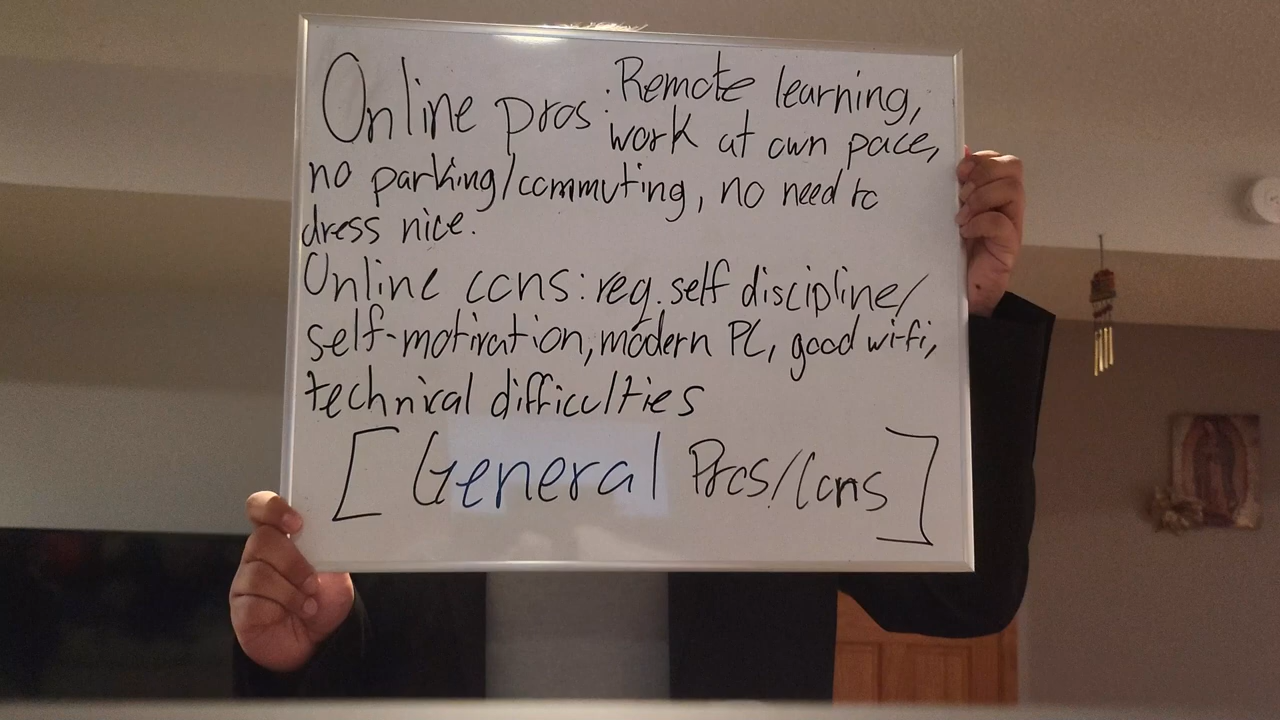 Online pros: Remote learning,
work at own pace,
no parking/commuting, no need to
dress nice.
Online cons: req. self discipline/
self-motivation, modern PC, good wi-fi,
technical difficulties
[General Pros/Cons]